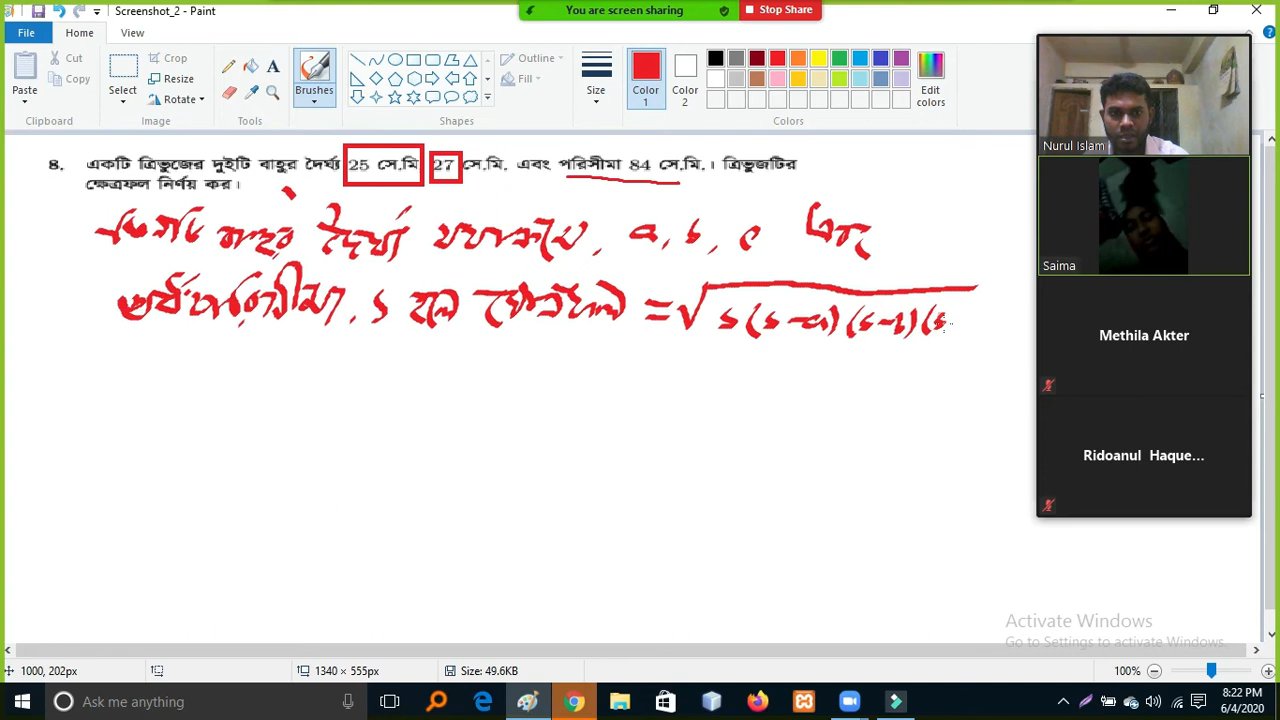 Screenshot_2 - Paint
You are screen sharing
Stop Share
File
Home
View
Paste
Cut
Copy
Clipboard
Select
Crop
Resize
Rotate
Image
Tools
Brushes
Shapes
Outline
Fill
Size
Color 1
Color 2
Edit colors
Colors
৪. একটি ত্রিভুজের দুইটি বাহুর দৈর্ঘ্য 25 সে.মি 27 সে.মি. এবং পরিসীমা 84 সে.মি.। ত্রিভুজটির
ক্ষেত্রফল নির্ণয় কর।
তিনটি বাহুর দৈর্ঘ্য যথাক্রমে, a, b, c এবং
অর্ধপরিসীমা, s হলে ক্ষেত্রফল = √s(s-a)(s-b)(s
Nurul Islam
Saima
Methila Akter
Ridoanul Haque...
Activate Windows
Go to Settings to activate Windows.
1000, 202px
1340 × 555px
Size: 49.6KB
100%
Ask me anything
8:22 PM
6/4/2020